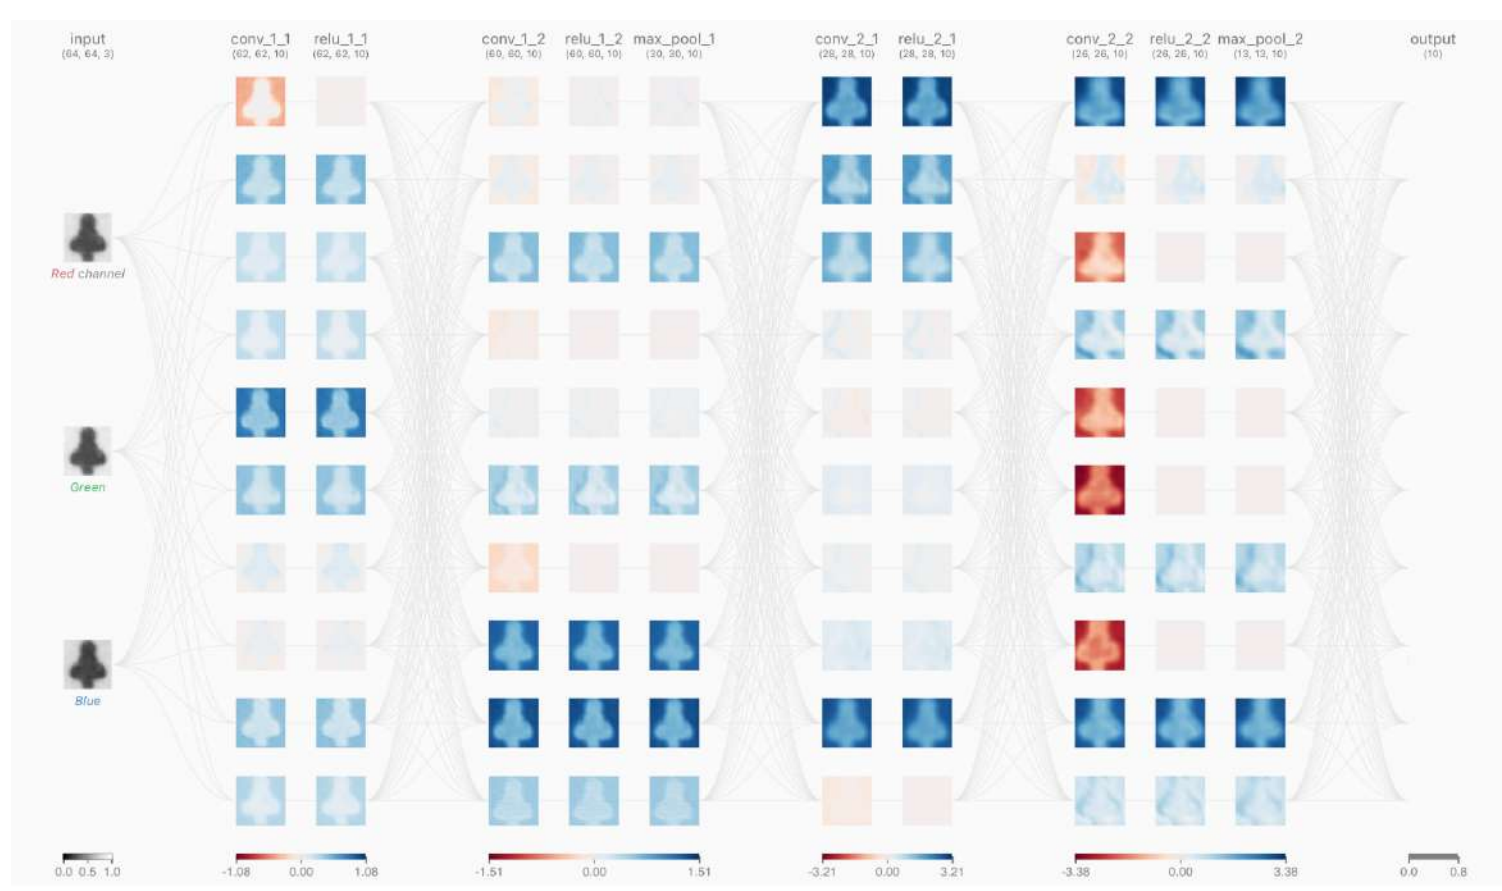 input conv_1_1 relu_1_1 conv_1_2 relu_1_2 max_pool_1 conv_2_1 relu_2_1 conv_2_2 relu_2_2 max_pool_2 output
(64, 64, 3) (62, 62, 10) (62, 62, 10) (60, 60, 10) (60, 60, 10) (30, 30, 10) (28, 28, 10) (28, 28, 10) (26, 26, 10) (26, 26, 10) (13, 13, 10) (10)
Red channel
Green
Blue
0.0 0.5 1.0 -1.08 0.00 1.08 -1.51 0.00 1.51 -3.21 0.00 3.21 -3.38 0.00 3.38 0.0 0.8